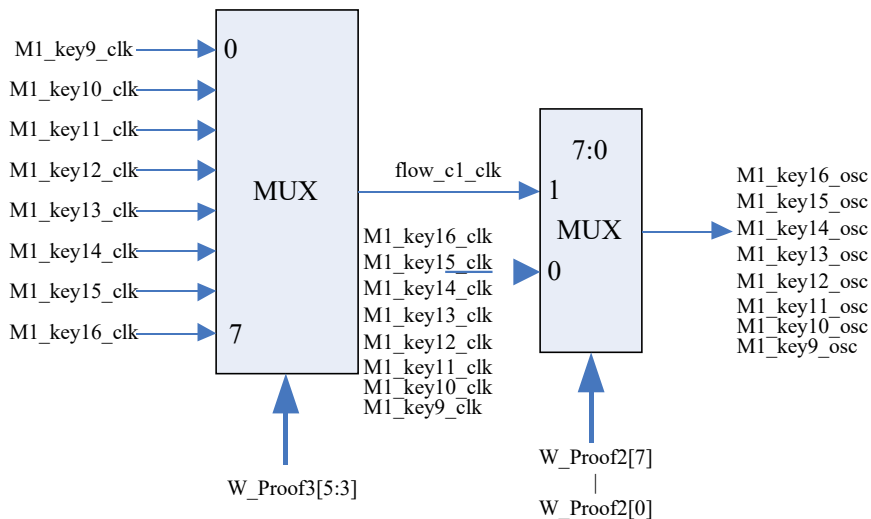 M1_key9_clk
M1_key10_clk
M1_key11_clk
M1_key12_clk
M1_key13_clk
M1_key14_clk
M1_key15_clk
M1_key16_clk
0
MUX
7
W_Proof3[5:3]
flow_c1_clk
M1_key16_clk
M1_key15_clk
M1_key14_clk
M1_key13_clk
M1_key12_clk
M1_key11_clk
M1_key10_clk
M1_key9_clk
7:0
1
MUX
0
W_Proof2[7]
|
W_Proof2[0]
M1_key16_osc
M1_key15_osc
M1_key14_osc
M1_key13_osc
M1_key12_osc
M1_key11_osc
M1_key10_osc
M1_key9_osc